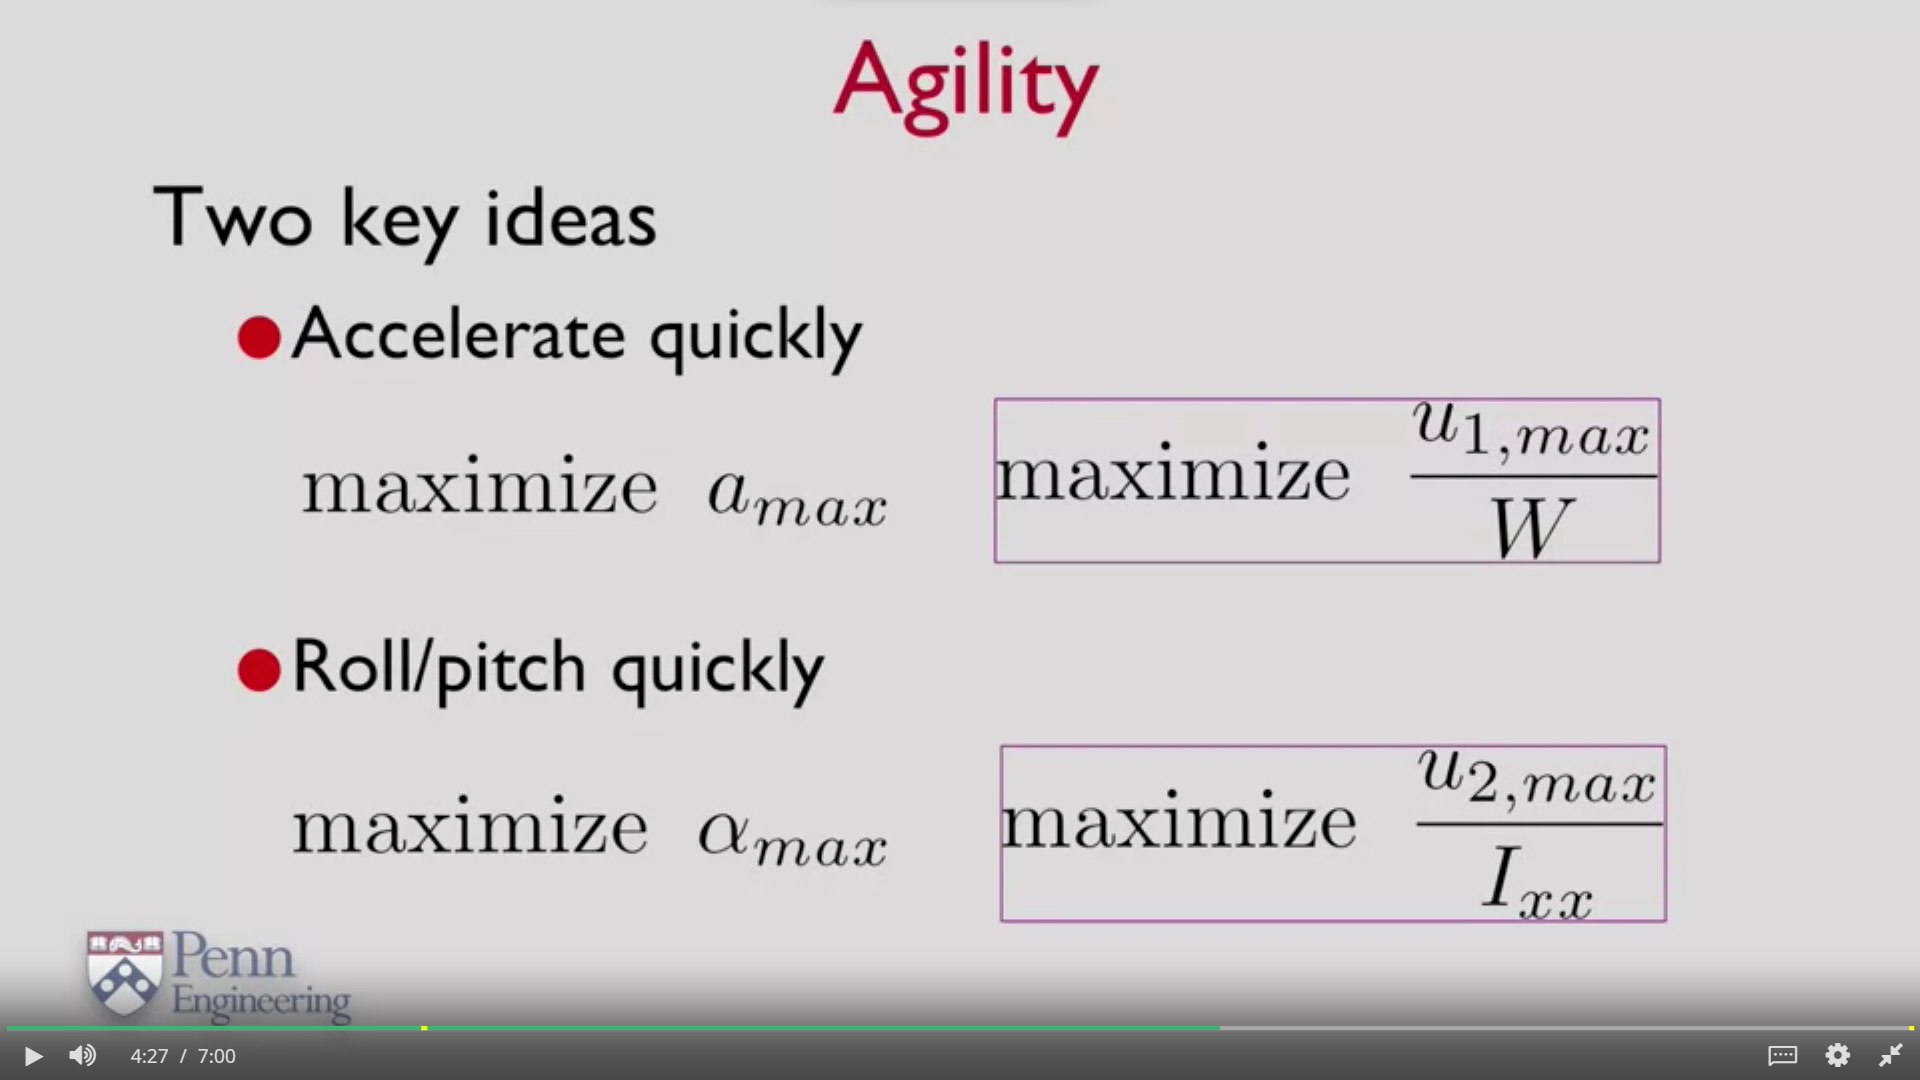 Agility
Two key ideas
Accelerate quickly
maximize a_max
maximize u_1,max / W
Roll/pitch quickly
maximize α_max
maximize u_2,max / I_xx
Penn
Engineering
4:27 / 7:00